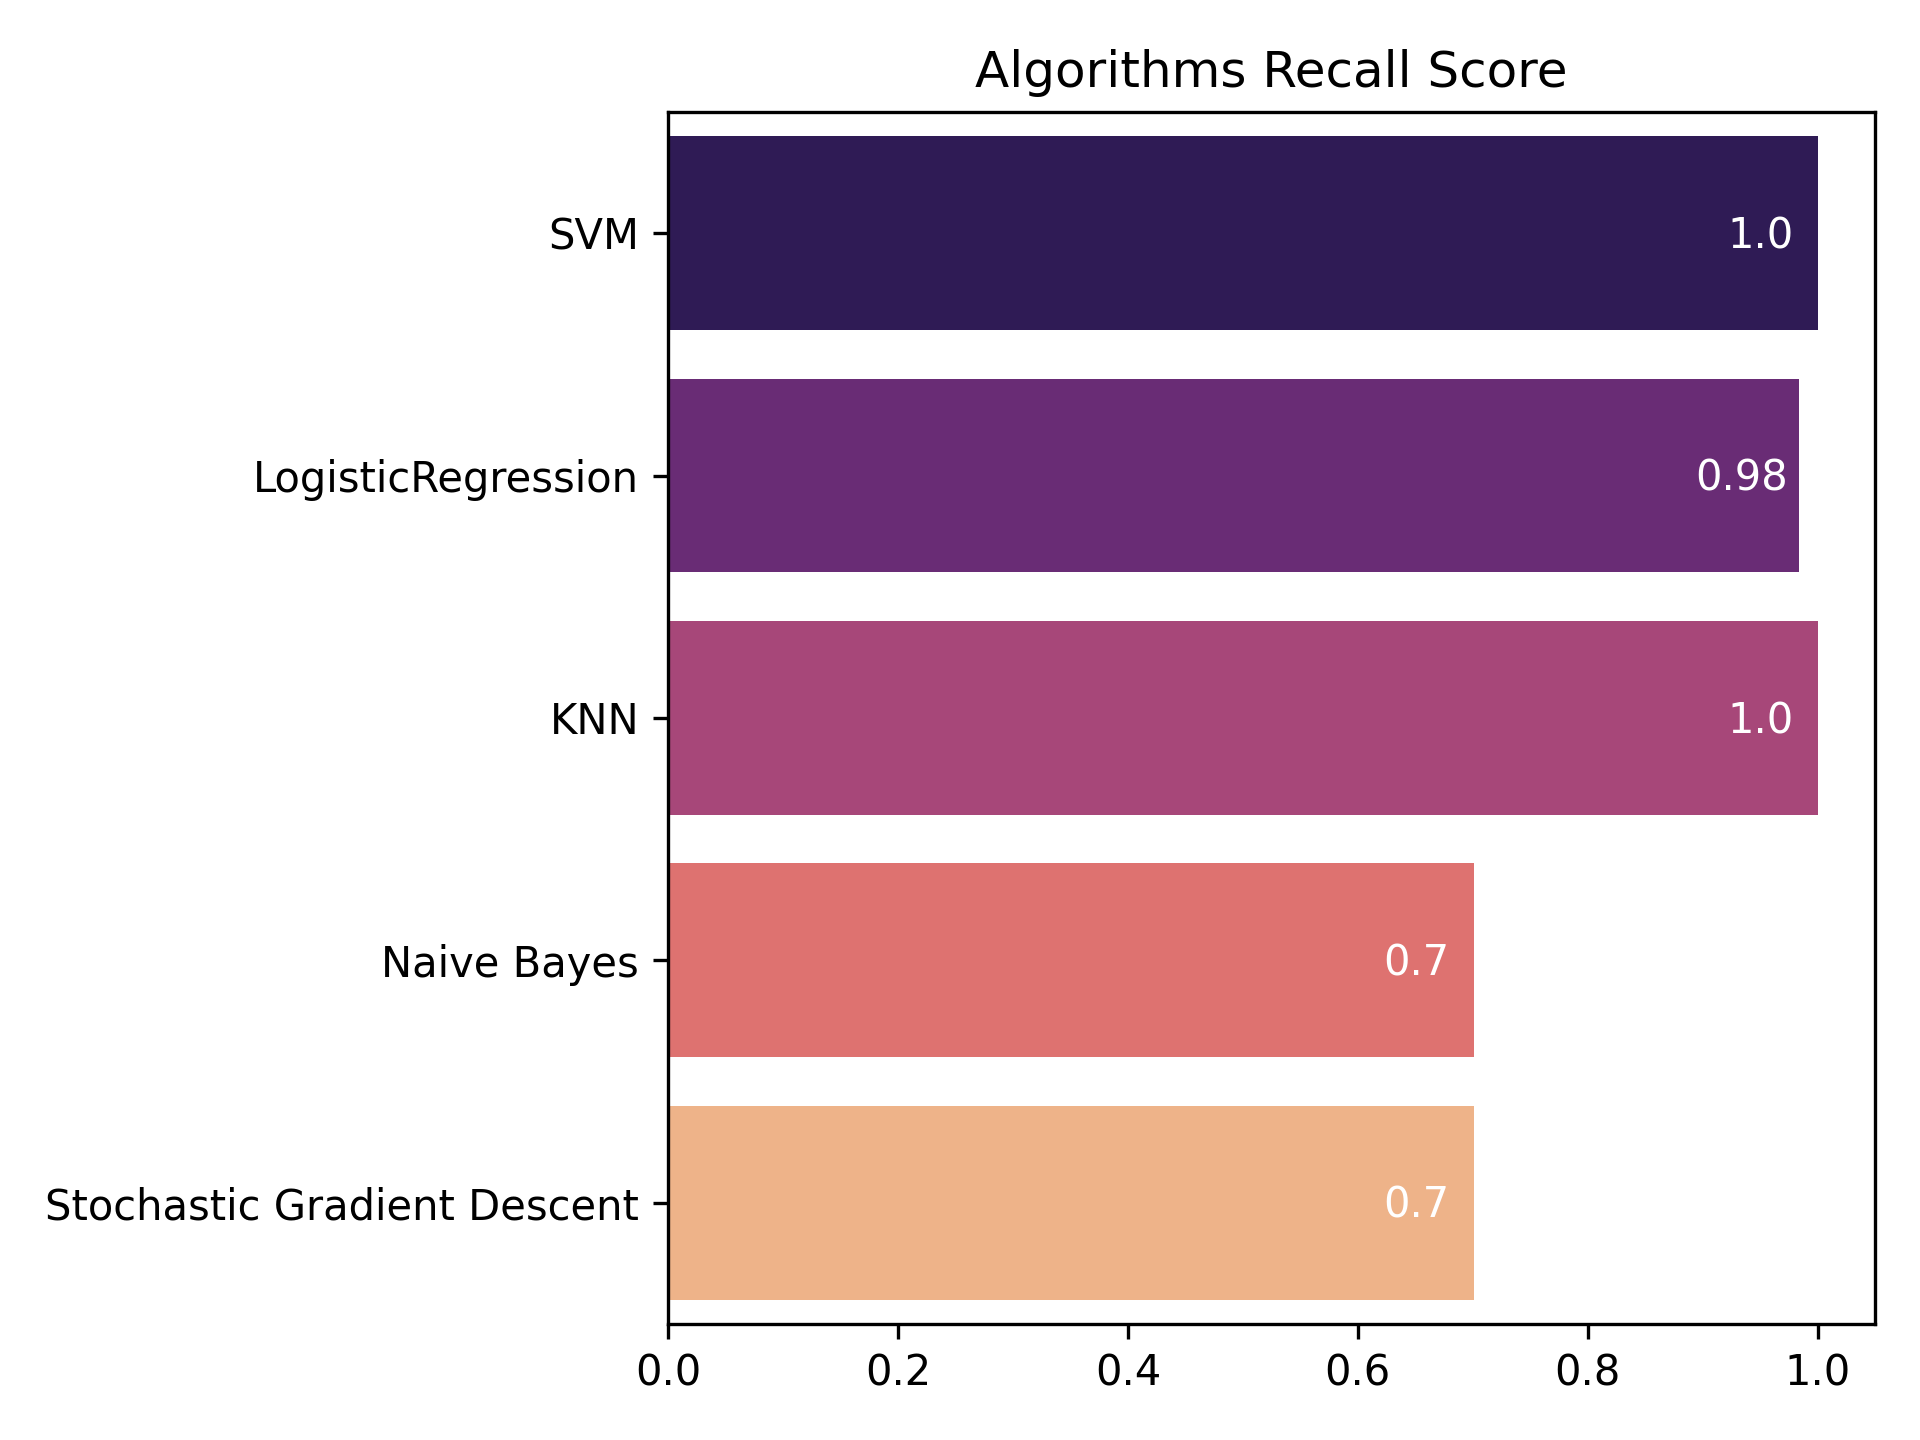 Algorithms Recall Score
SVM 1.0
LogisticRegression 0.98
KNN 1.0
Naive Bayes 0.7
Stochastic Gradient Descent 0.7
0.0 0.2 0.4 0.6 0.8 1.0